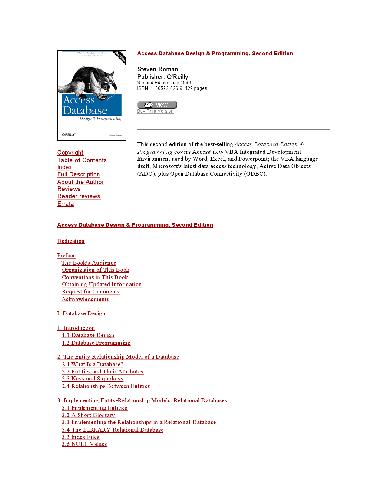 Access Database Design & Programming, Second Edition
Steven Roman
Publisher: O'Reilly
Second Edition
pages
Access
Database
Design & Programming
O'REILLY
This second edition of the best-selling Access Database Design &
Programming covers Access' new VBA Integrated Development
Environment, used by Word, Excel, and Powerpoint; the VBA language
itself; Microsoft's latest data access technology, Active Data Objects
(ADO); plus Open Database Connectivity (ODBC).
Copyright
Table of Contents
Index
Full Description
About the Author
Reviews
Reader reviews
Errata
Access Database Design & Programming, Second Edition
Dedication
Preface
The Book's Audience
Organization of This Book
Conventions in This Book
Obtaining Updated Information
Request for Comments
Acknowledgments
I: Database Design
1. Introduction
1.1 Database Design
1.2 Database Programming
2. The Entity-Relationship Model of a Database
2.1 What Is a Database?
2.2 Entities and Their Attributes
2.3 Keys and Superkeys
2.4 Relationships Between Entities
3. Implementing Entity-Relationship Models: Relational Databases
3.1 Implementing Entities
3.2 A Short Glossary
3.3 Implementing the Relationships in a Relational Database
3.4 The LIBRARY Relational Database
3.5 Index Files
3.6 NULL Values